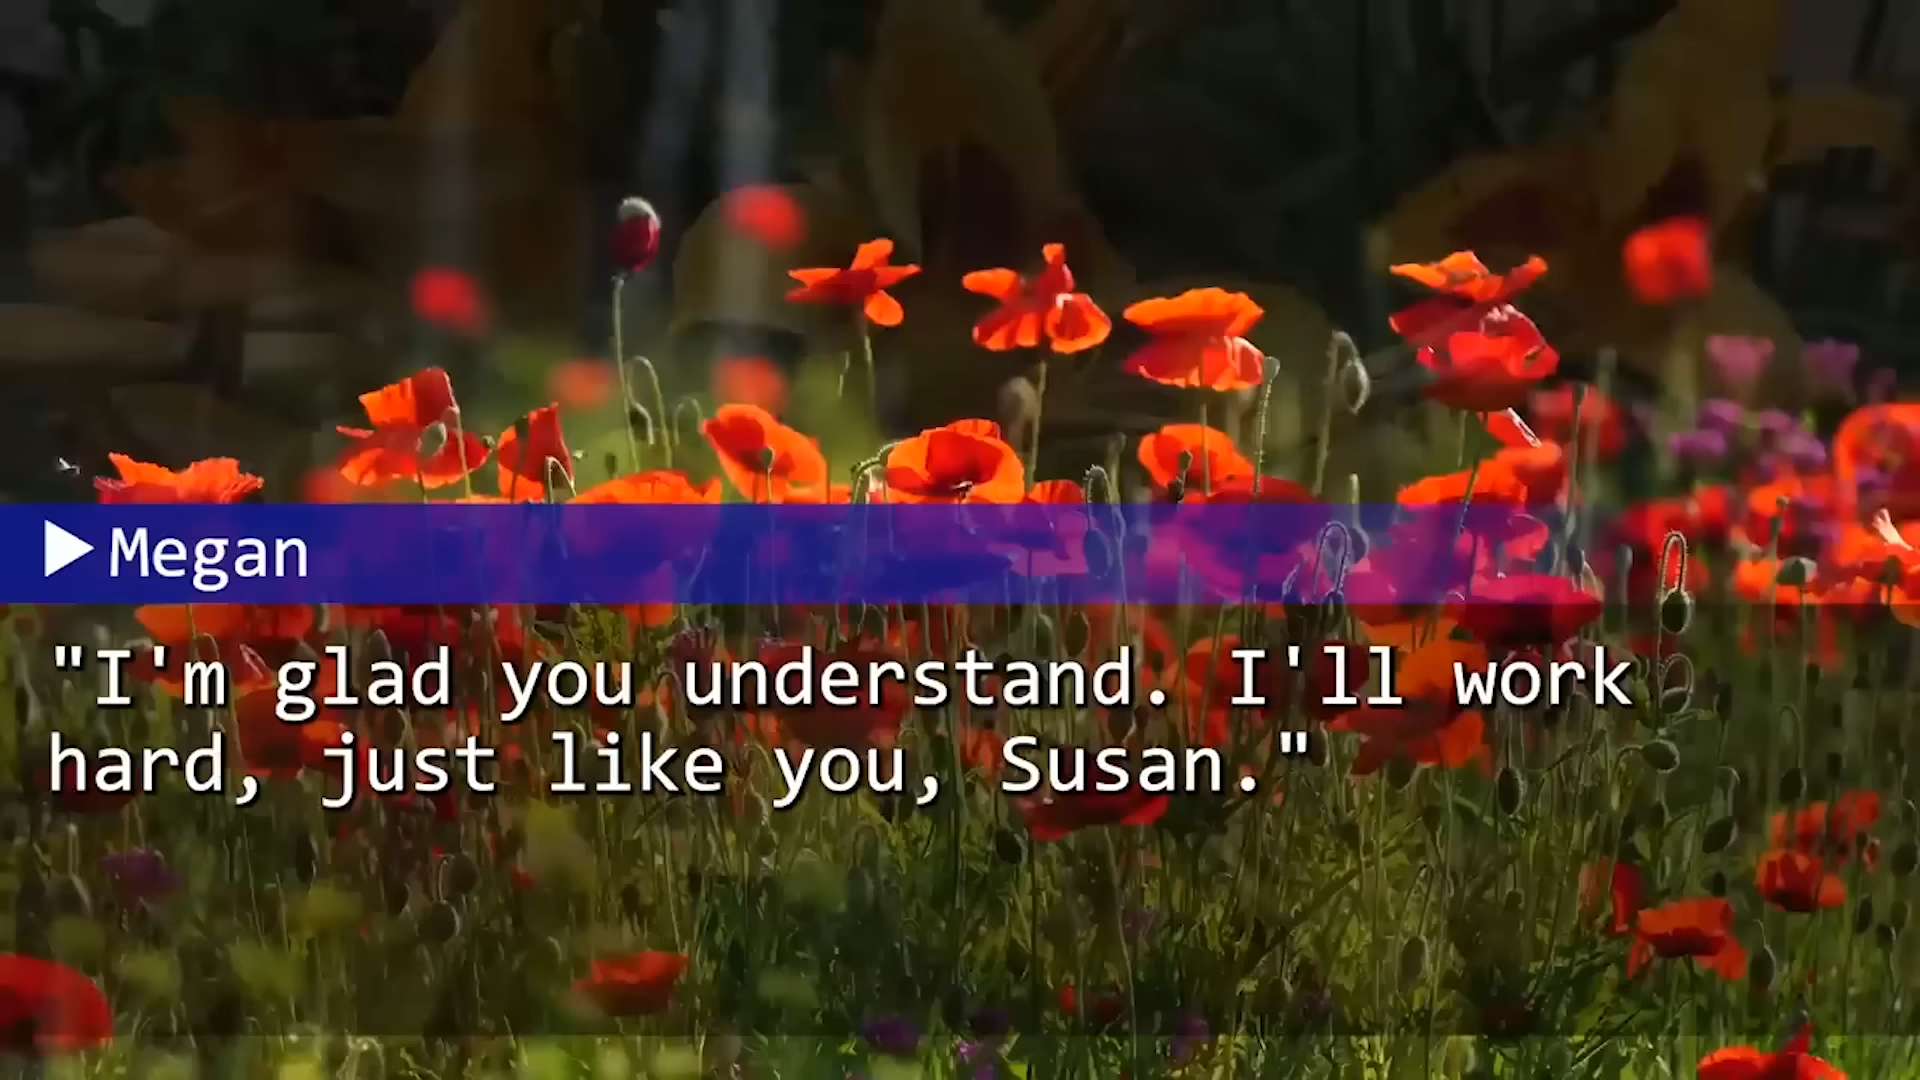 Megan
"I'm glad you understand. I'll work
hard, just like you, Susan."